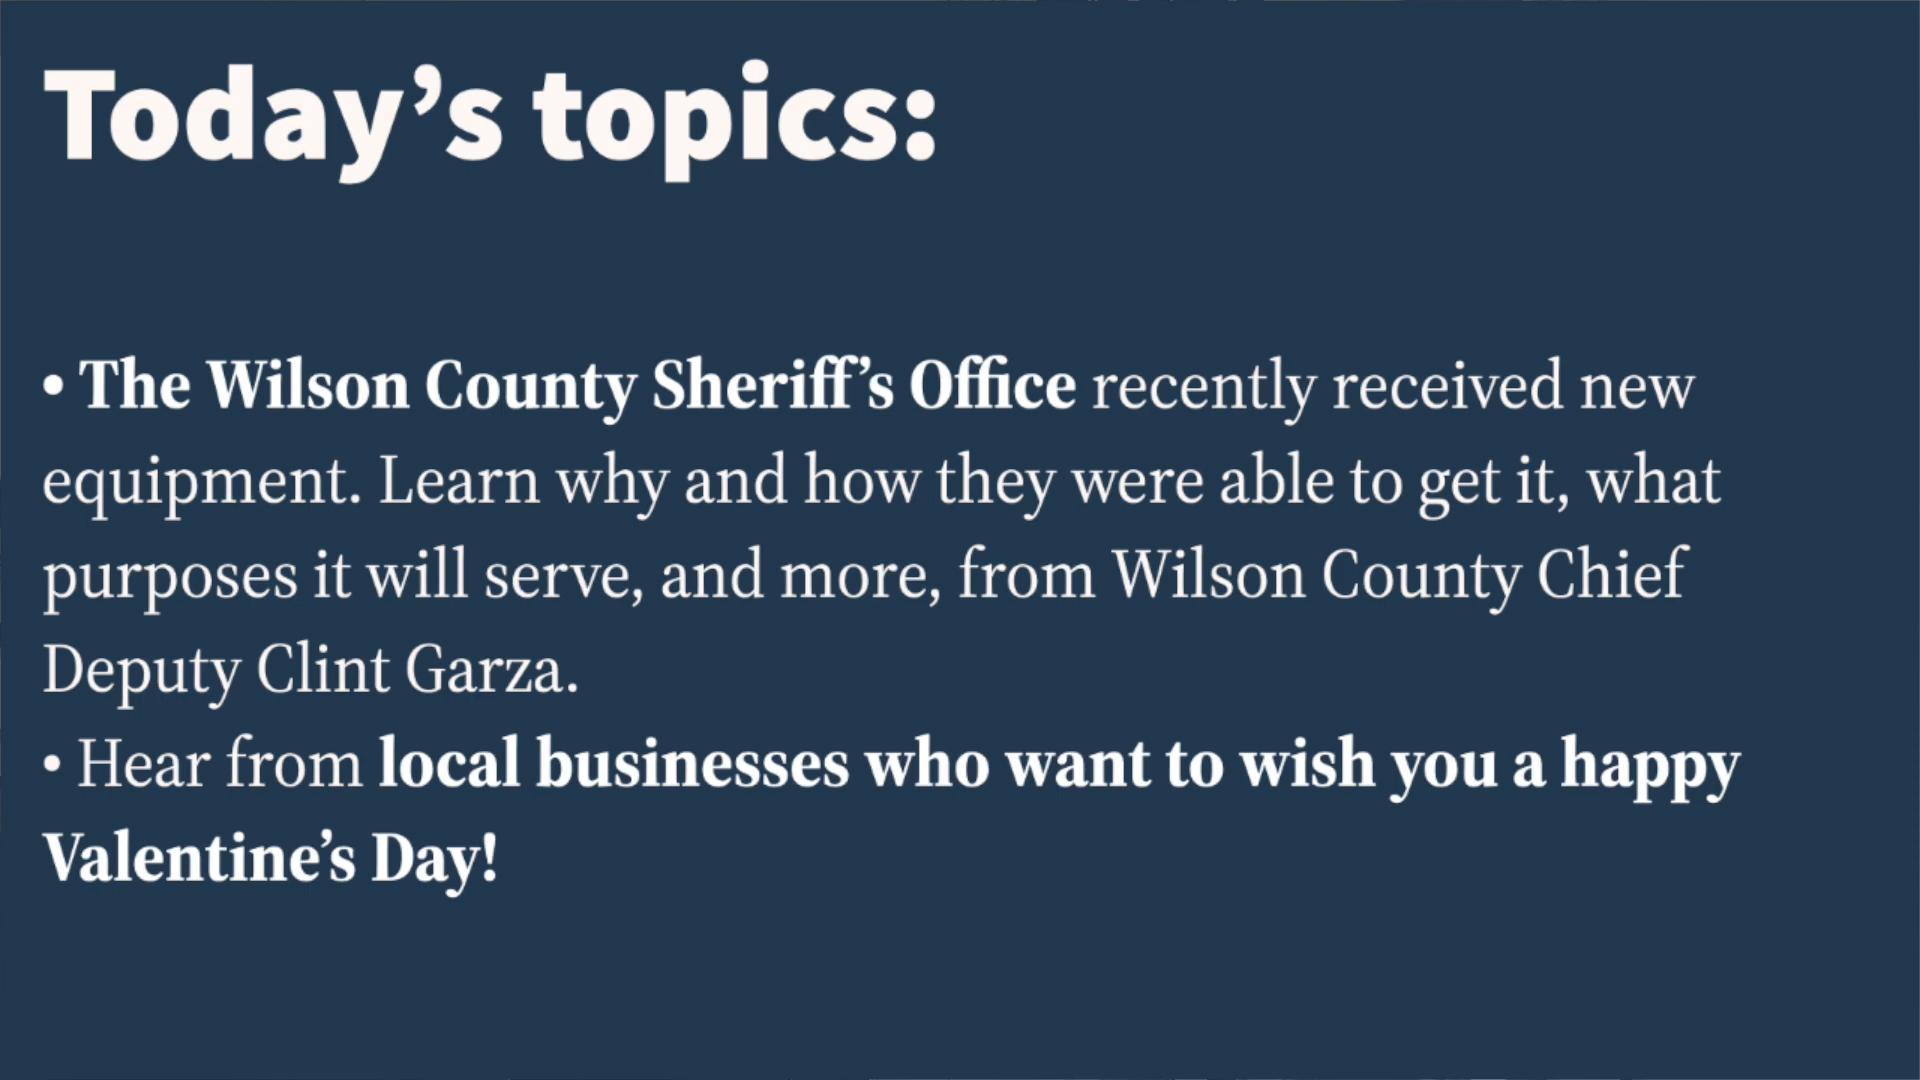 Today’s topics:
• The Wilson County Sheriff’s Office recently received new
equipment. Learn why and how they were able to get it, what
purposes it will serve, and more, from Wilson County Chief
Deputy Clint Garza.
• Hear from local businesses who want to wish you a happy
Valentine’s Day!